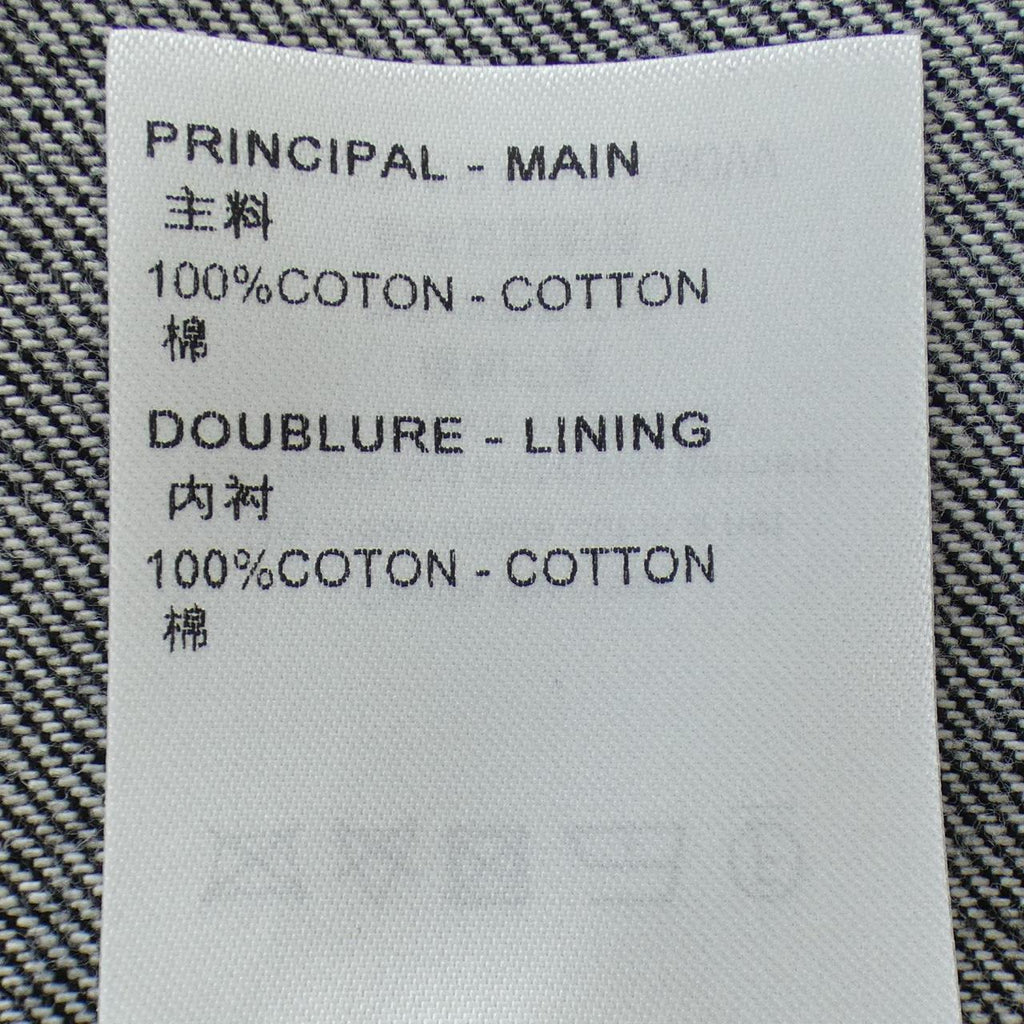 PRINCIPAL - MAIN
主料
100%COTON - COTTON
棉
DOUBLURE - LINING
内衬
100%COTON - COTTON
棉